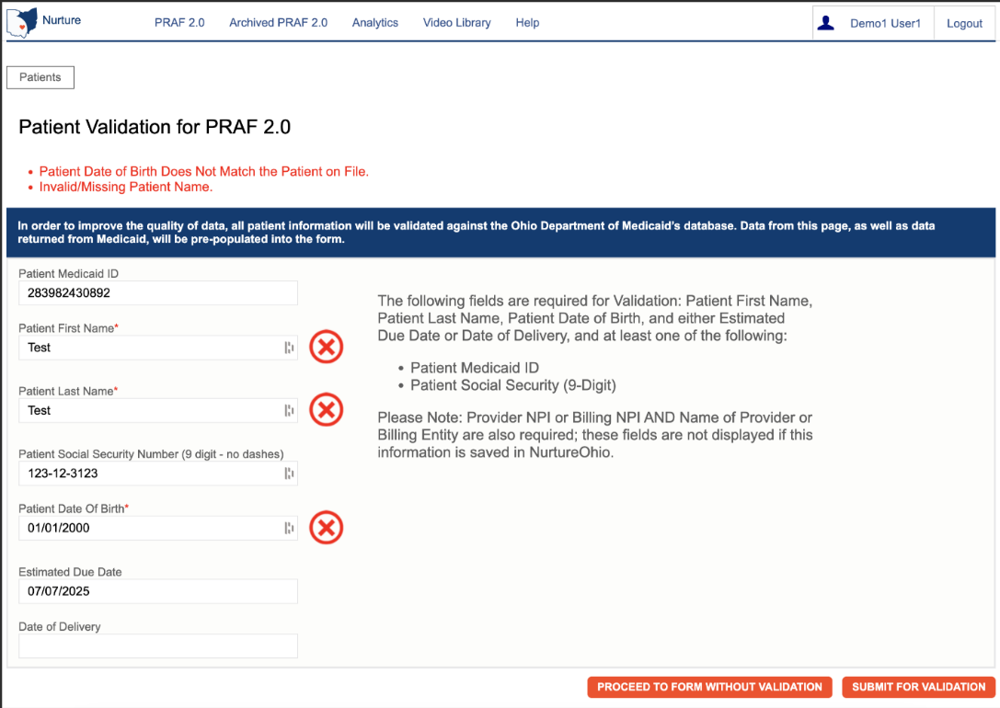 Nurture
PRAF 2.0
Archived PRAF 2.0
Analytics
Video Library
Help
Demo1 User1
Logout
Patients
Patient Validation for PRAF 2.0
• Patient Date of Birth Does Not Match the Patient on File.
• Invalid/Missing Patient Name.
In order to improve the quality of data, all patient information will be validated against the Ohio Department of Medicaid's database. Data from this page, as well as data
returned from Medicaid, will be pre-populated into the form.
Patient Medicaid ID
283982430892
Patient First Name*
Test
Patient Last Name*
Test
Patient Social Security Number (9 digit - no dashes)
123-12-3123
Patient Date Of Birth*
01/01/2000
Estimated Due Date
07/07/2025
Date of Delivery
The following fields are required for Validation: Patient First Name,
Patient Last Name, Patient Date of Birth, and either Estimated
Due Date or Date of Delivery, and at least one of the following:
• Patient Medicaid ID
• Patient Social Security (9-Digit)
Please Note: Provider NPI or Billing NPI AND Name of Provider or
Billing Entity are also required; these fields are not displayed if this
information is saved in NurtureOhio.
PROCEED TO FORM WITHOUT VALIDATION
SUBMIT FOR VALIDATION